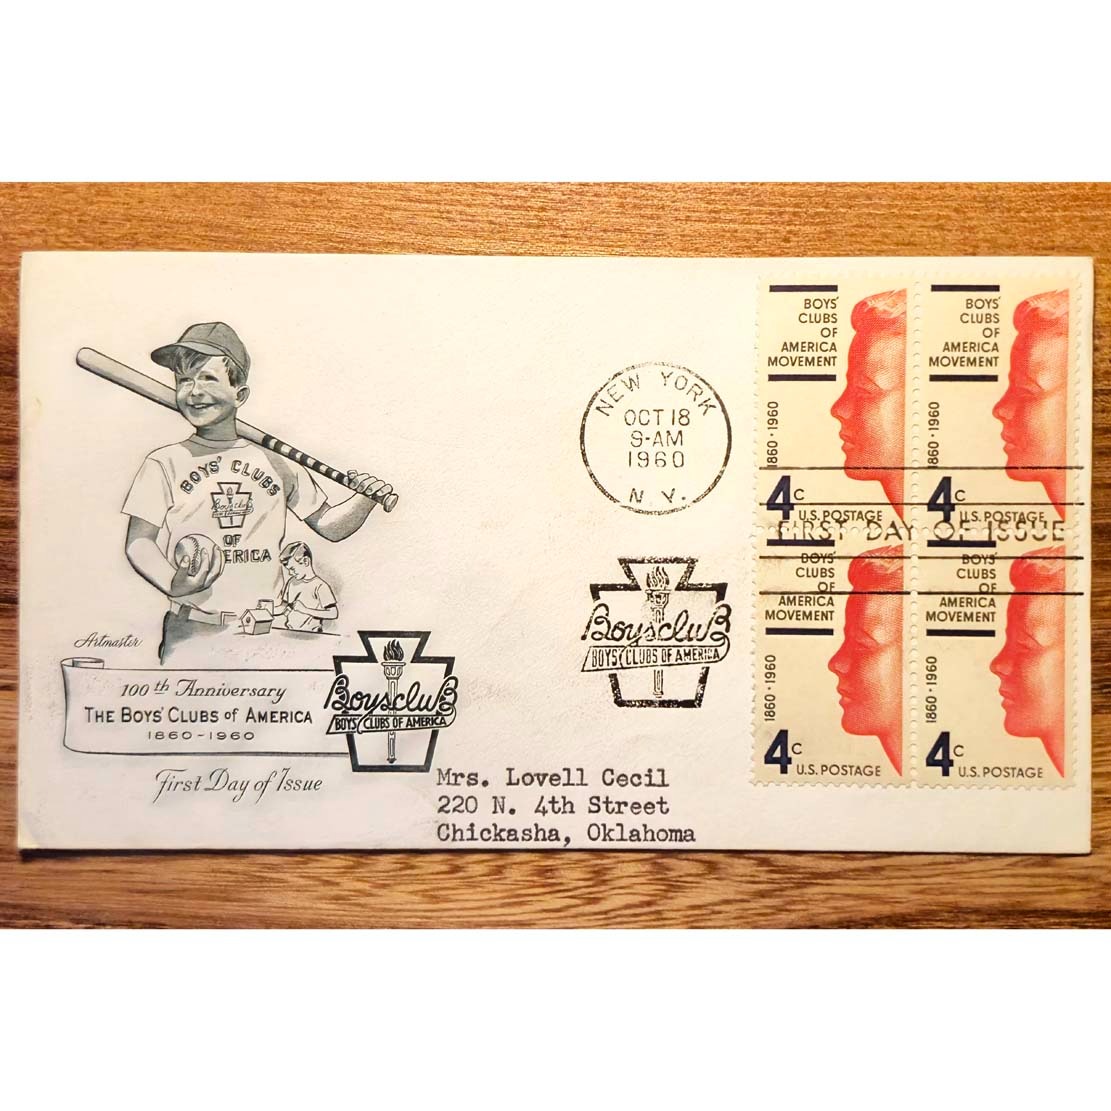 BOYS' CLUBS
Boys club
OF
ERICA
Artmaster
100th Anniversary
THE BOYS' CLUBS of AMERICA
1860-1960
First Day of Issue
Boys club
BOYS' CLUBS OF AMERICA
NEW YORK
OCT 18
9-AM
1960
N.Y.
Boys club
BOYS' CLUBS OF AMERICA
Mrs. Lovell Cecil
220 N. 4th Street
Chickasha, Oklahoma
BOYS'
CLUBS
OF
AMERICA
MOVEMENT
1860 · 1960
4c
U.S. POSTAGE
BOYS'
CLUBS
OF
AMERICA
MOVEMENT
1860 · 1960
4c
U.S. POSTAGE
FIRST DAY OF ISSUE
BOYS'
CLUBS
OF
AMERICA
MOVEMENT
1860 · 1960
4c
U.S. POSTAGE
BOYS'
CLUBS
OF
AMERICA
MOVEMENT
1860 · 1960
4c
U.S. POSTAGE